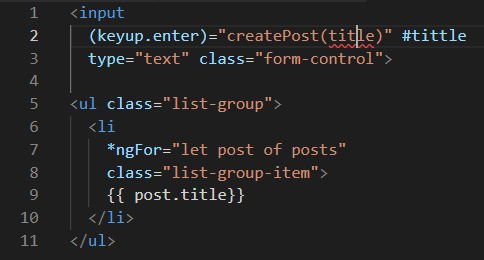 1 <input
2 (keyup.enter)="createPost(title)" #tittle
3 type="text" class="form-control">
4
5 <ul class="list-group">
6 <li
7 *ngFor="let post of posts"
8 class="list-group-item">
9 {{ post.title}}
10 </li>
11 </ul>